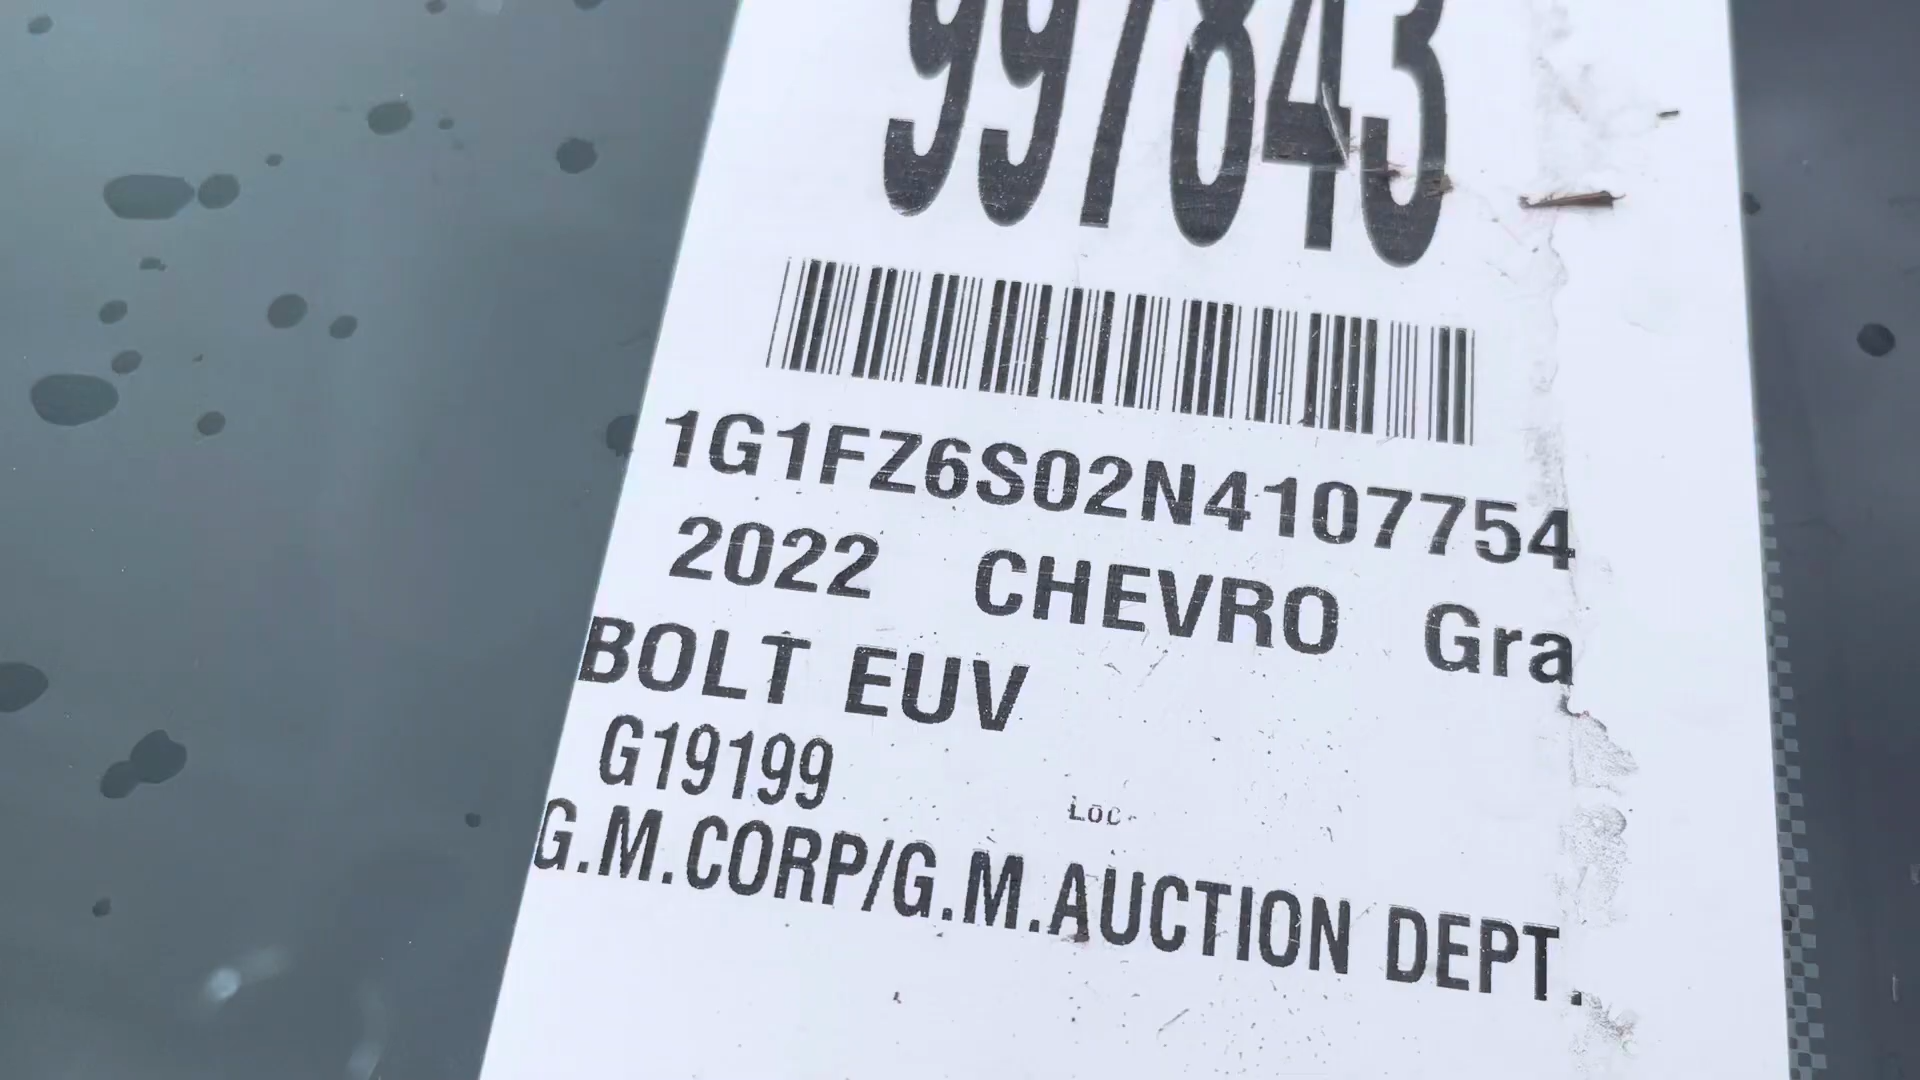 997843
1G1FZ6S02N4107754
2022 CHEVRO Gra
BOLT EUV
G19199 Loc-
G.M.CORP/G.M.AUCTION DEPT.